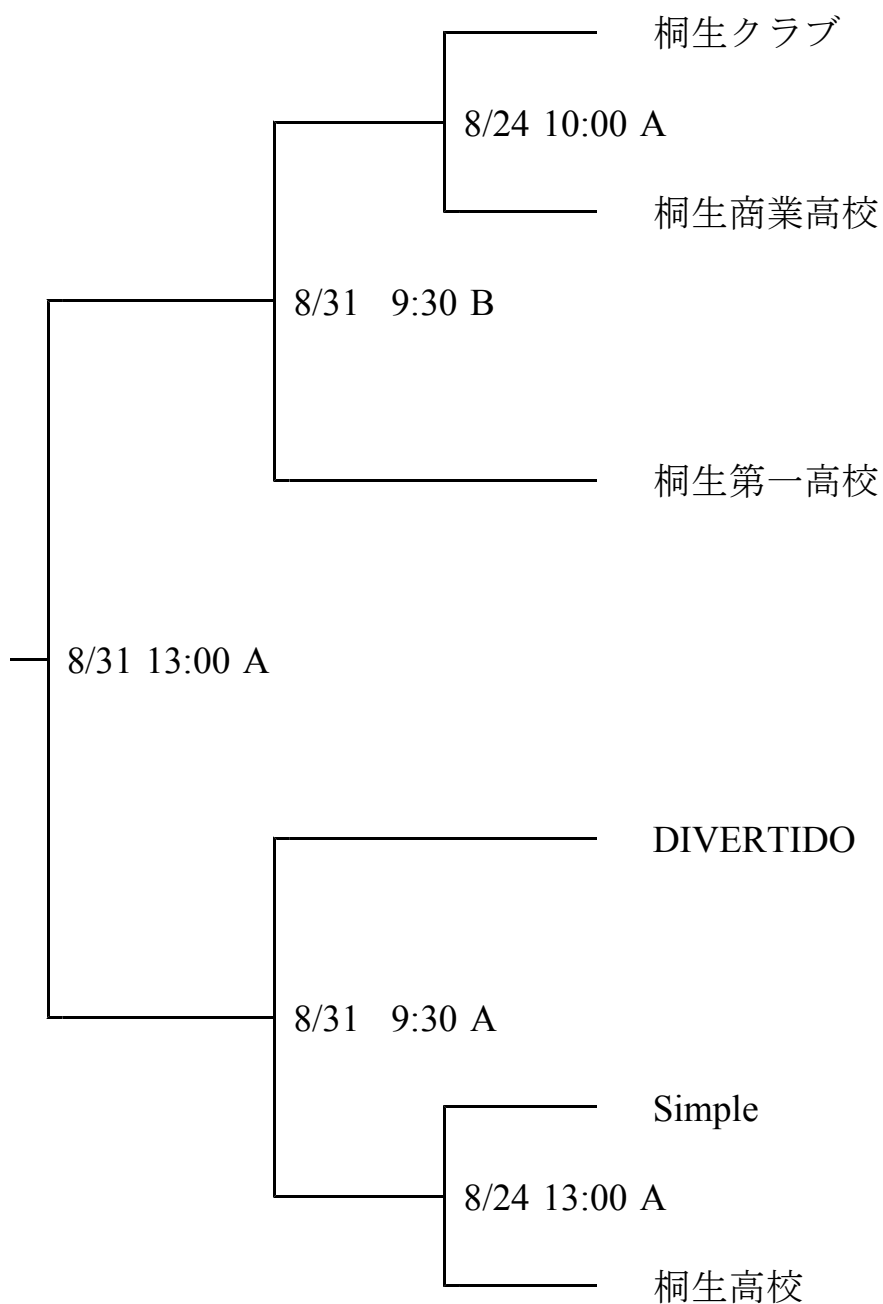 桐生クラブ
8/24 10:00 A
桐生商業高校
8/31 9:30 B
桐生第一高校
8/31 13:00 A
DIVERTIDO
8/31 9:30 A
Simple
8/24 13:00 A
桐生高校